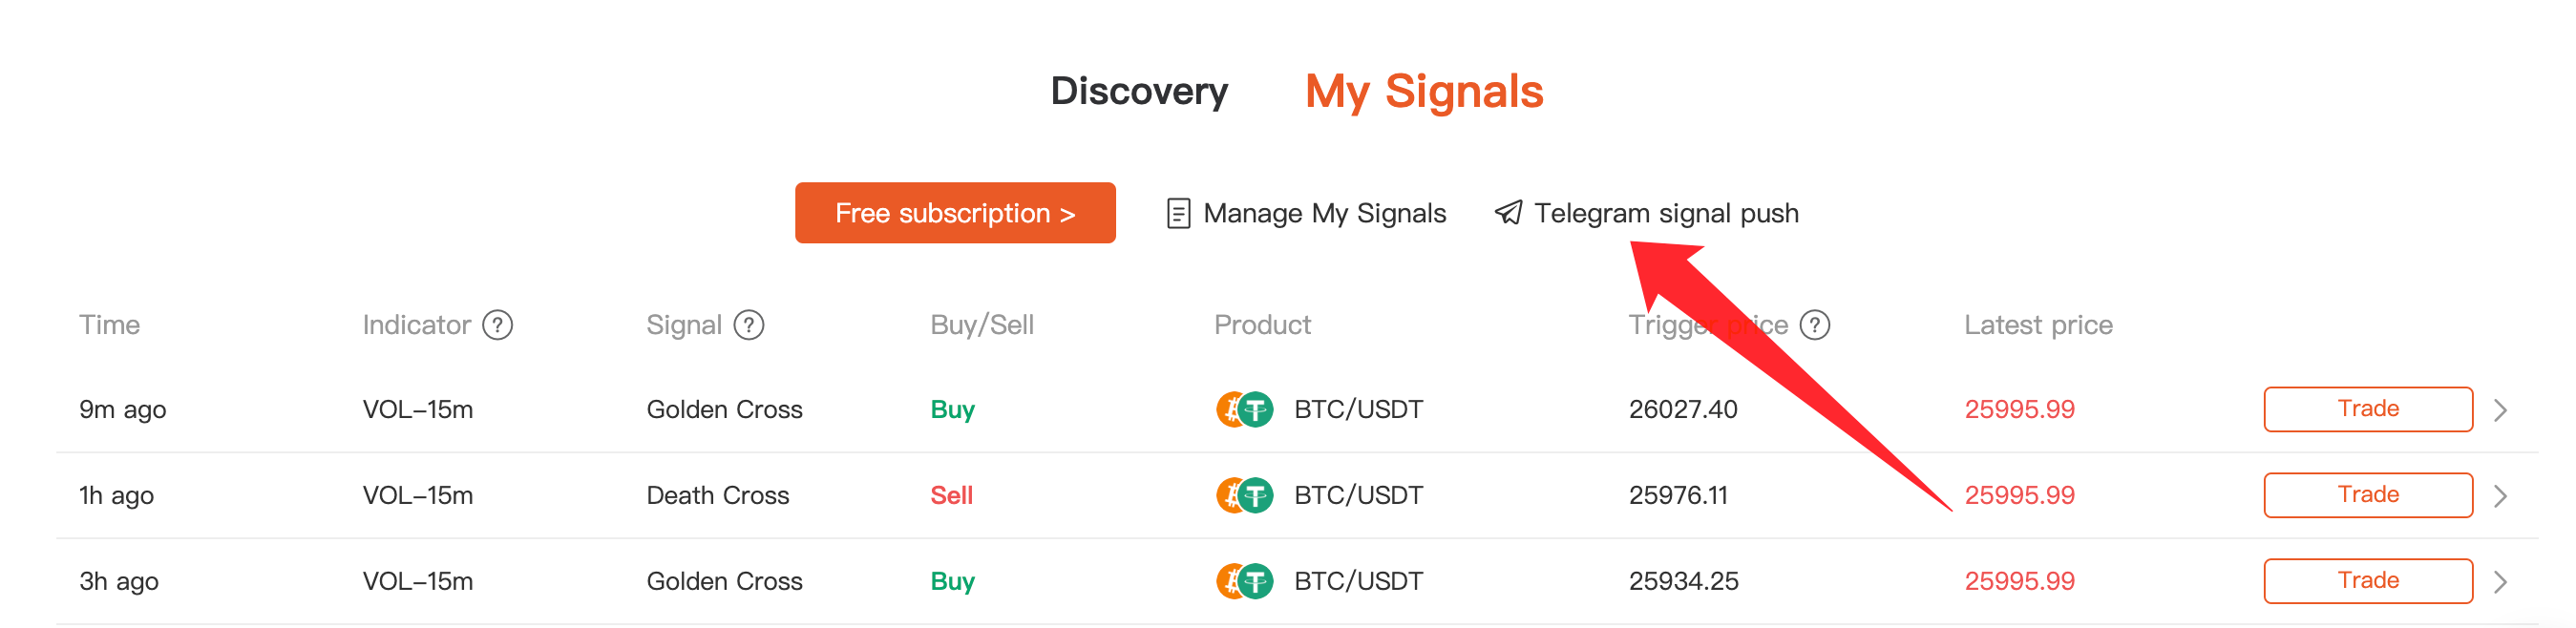 Discovery My Signals
Free subscription > Manage My Signals Telegram signal push
Time Indicator ? Signal ? Buy/Sell Product Trigger price ? Latest price
9m ago VOL-15m Golden Cross Buy BTC/USDT 26027.40 25995.99 Trade
1h ago VOL-15m Death Cross Sell BTC/USDT 25976.11 25995.99 Trade
3h ago VOL-15m Golden Cross Buy BTC/USDT 25934.25 25995.99 Trade